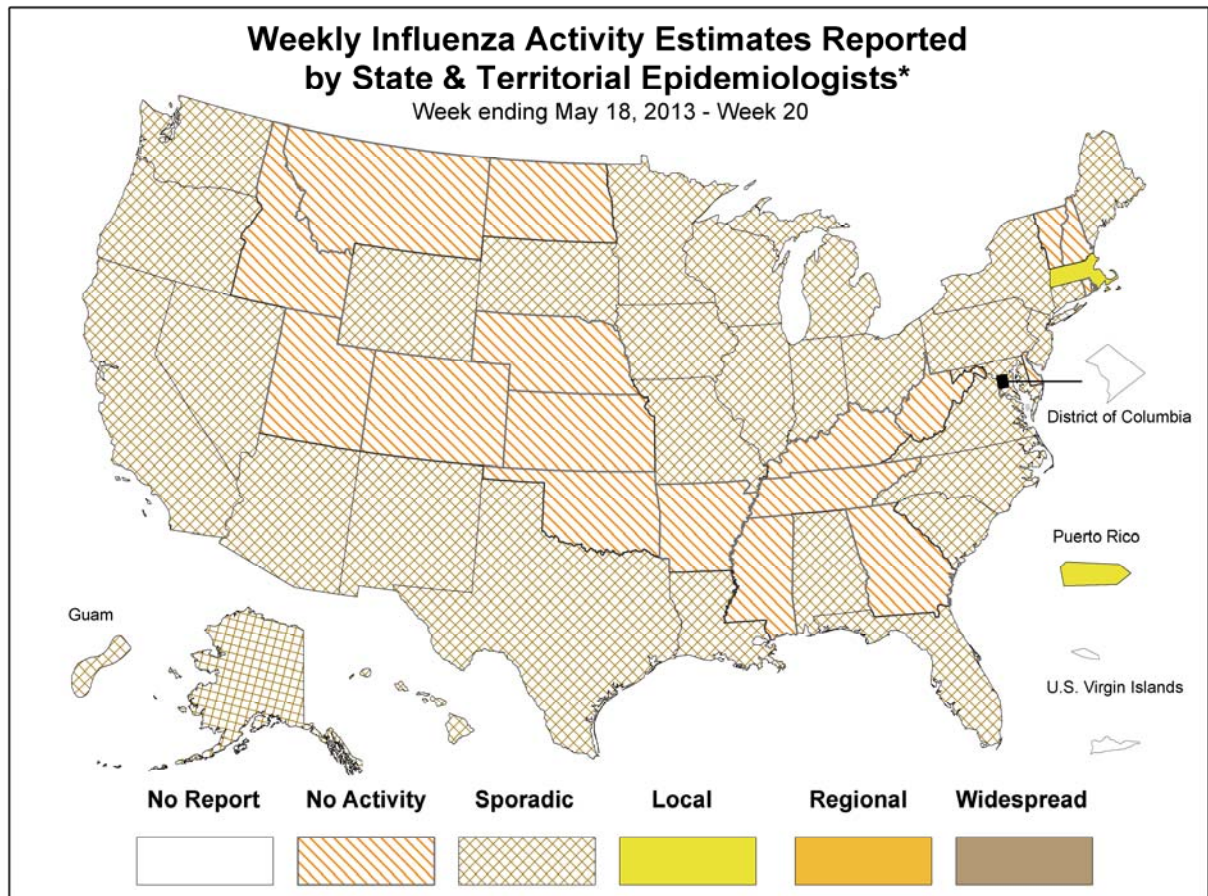 Weekly Influenza Activity Estimates Reported
by State & Territorial Epidemiologists*
Week ending May 18, 2013 - Week 20
District of Columbia
Puerto Rico
Guam
U.S. Virgin Islands
No Report No Activity Sporadic Local Regional Widespread